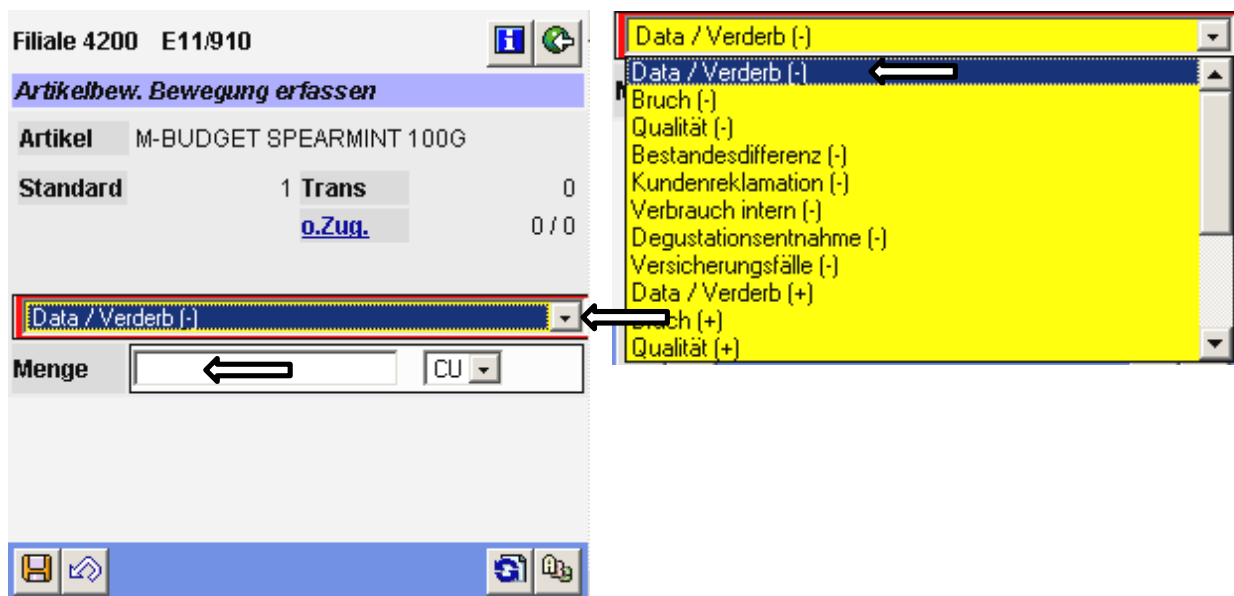 Filiale 4200 E11/910
Artikelbew. Bewegung erfassen
Artikel M-BUDGET SPEARMINT 100G
Standard 1 Trans 0
o.Zug. 0 / 0
Data / Verderb (-)
Menge CU
Data / Verderb (-)
Data / Verderb (-)
Bruch (-)
Qualität (-)
Bestandesdifferenz (-)
Kundenreklamation (-)
Verbrauch intern (-)
Degustationsentnahme (-)
Versicherungsfälle (-)
Data / Verderb (+)
Bruch (+)
Qualität (+)